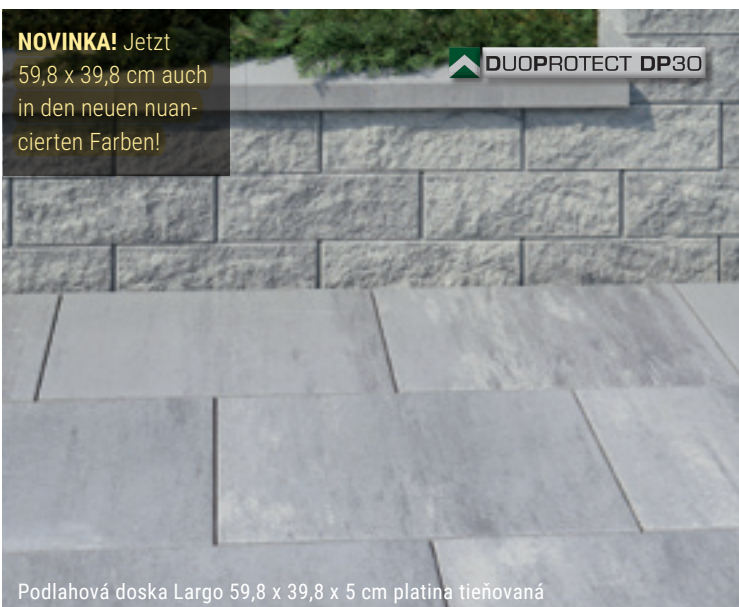 NOVINKA! Jetzt
59,8 x 39,8 cm auch
in den neuen nuan-
cierten Farben!
DUOPROTECT DP30
Podlahová doska Largo 59,8 x 39,8 x 5 cm platina tieňovaná